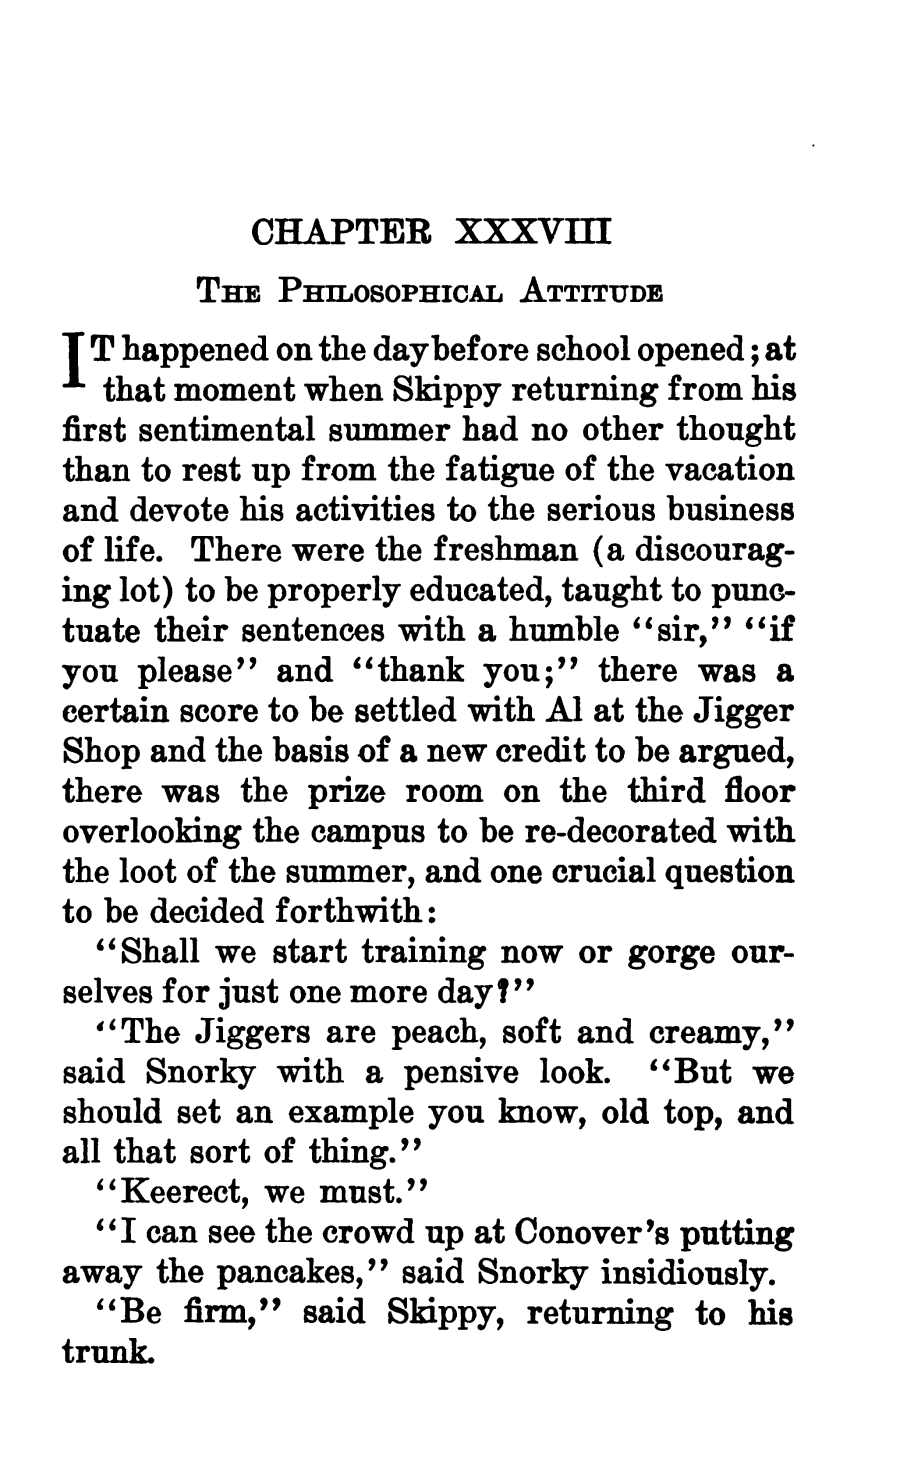 CHAPTER XXXVIII
The Philosophical Attitude
IT happened on the day before school opened; at
that moment when Skippy returning from his
first sentimental summer had no other thought
than to rest up from the fatigue of the vacation
and devote his activities to the serious business
of life. There were the freshman (a discourag-
ing lot) to be properly educated, taught to punc-
tuate their sentences with a humble “sir,” “if
you please” and “thank you;” there was a
certain score to be settled with Al at the Jigger
Shop and the basis of a new credit to be argued,
there was the prize room on the third floor
overlooking the campus to be re-decorated with
the loot of the summer, and one crucial question
to be decided forthwith:
“Shall we start training now or gorge our-
selves for just one more day?”
“The Jiggers are peach, soft and creamy,”
said Snorky with a pensive look. “But we
should set an example you know, old top, and
all that sort of thing.”
“Keerect, we must.”
“I can see the crowd up at Conover’s putting
away the pancakes,” said Snorky insidiously.
“Be firm,” said Skippy, returning to his
trunk.